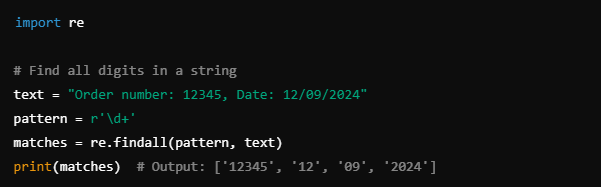 import re
# Find all digits in a string
text = "Order number: 12345, Date: 12/09/2024"
pattern = r'\d+'
matches = re.findall(pattern, text)
print(matches)  # Output: ['12345', '12', '09', '2024']